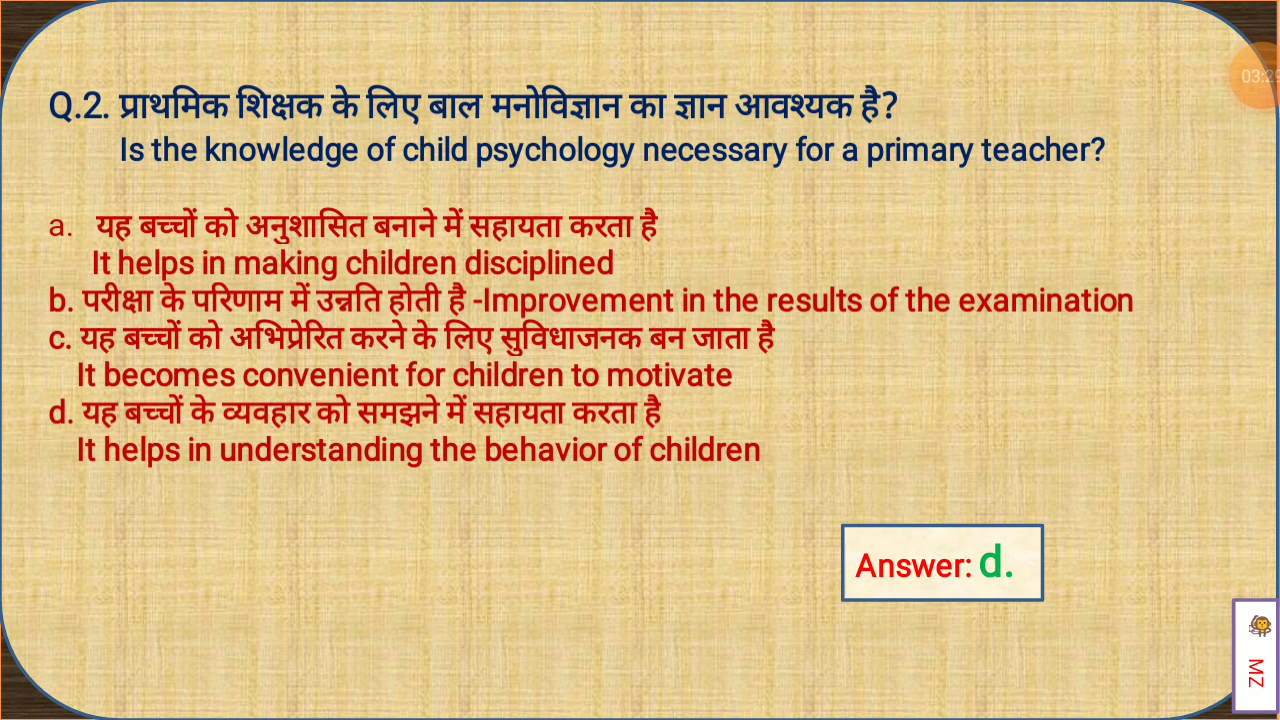 Q.2. प्राथमिक शिक्षक के लिए बाल मनोविज्ञान का ज्ञान आवश्यक है?
Is the knowledge of child psychology necessary for a primary teacher?
a. यह बच्चों को अनुशासित बनाने में सहायता करता है
It helps in making children disciplined
b. परीक्षा के परिणाम में उन्नति होती है -Improvement in the results of the examination
c. यह बच्चों को अभिप्रेरित करने के लिए सुविधाजनक बन जाता है
It becomes convenient for children to motivate
d. यह बच्चों के व्यवहार को समझने में सहायता करता है
It helps in understanding the behavior of children
Answer: d.
MZ